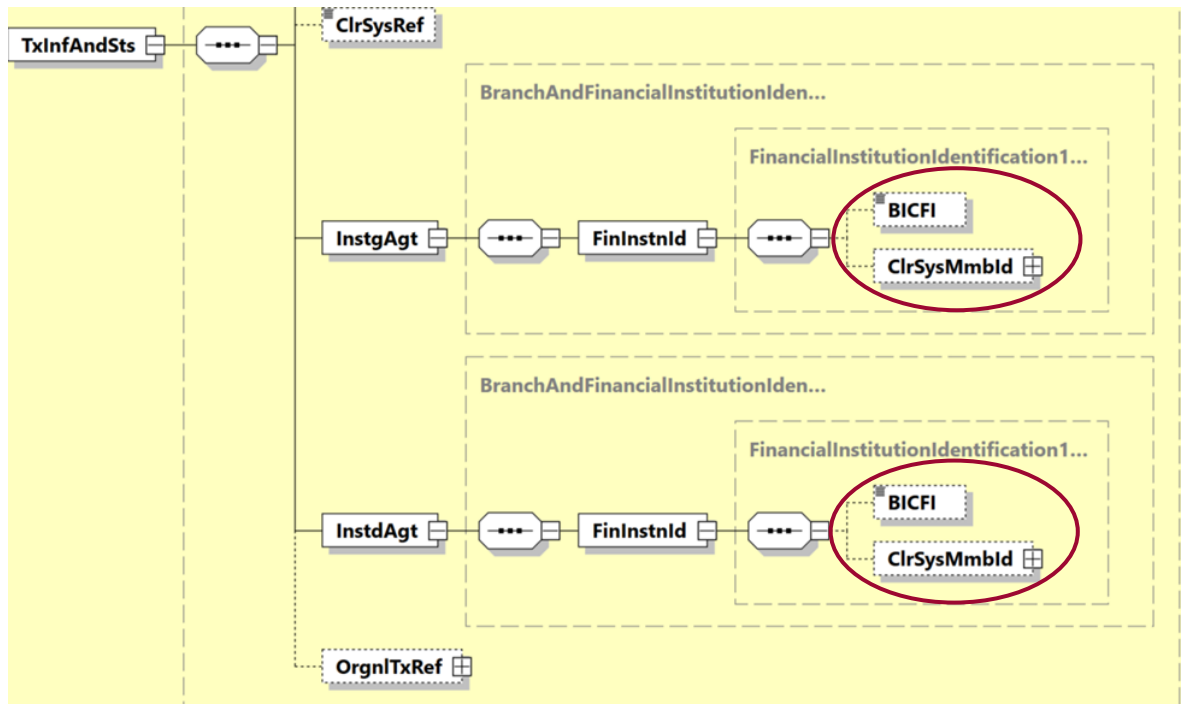 ClrSysRef
TxInfAndSts
BranchAndFinancialInstitutionIden...
FinancialInstitutionIdentification1...
BICFI
InstgAgt
FinInstnId
ClrSysMmbId
BranchAndFinancialInstitutionIden...
FinancialInstitutionIdentification1...
BICFI
InstdAgt
FinInstnId
ClrSysMmbId
OrgnlTxRef